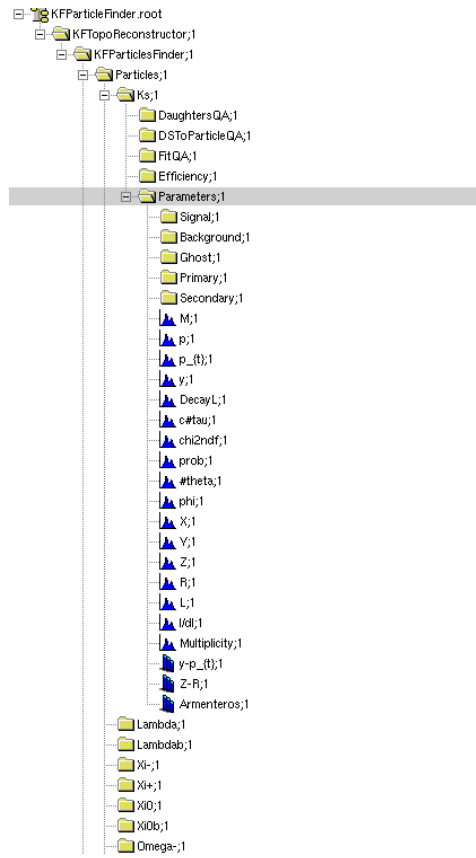 KFParticleFinder.root
KFTopoReconstructor;1
KFParticlesFinder;1
Particles;1
Ks;1
DaughtersQA;1
DSToParticleQA;1
FitQA;1
Efficiency;1
Parameters;1
Signal;1
Background;1
Ghost;1
Primary;1
Secondary;1
M;1
p;1
p_{t};1
y;1
DecayL;1
c#tau;1
chi2ndf;1
prob;1
#theta;1
phi;1
X;1
Y;1
Z;1
R;1
L;1
l/dl;1
Multiplicity;1
y-p_{t};1
Z-R;1
Armenteros;1
Lambda;1
Lambdab;1
Xi-;1
Xi+;1
Xi0;1
Xi0b;1
Omega-;1